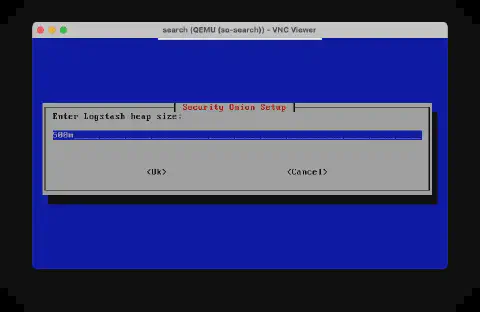 search (QEMU (so-search)) - VNC Viewer
Security Onion Setup
Enter Logstash heap size:
500m
<Ok> <Cancel>